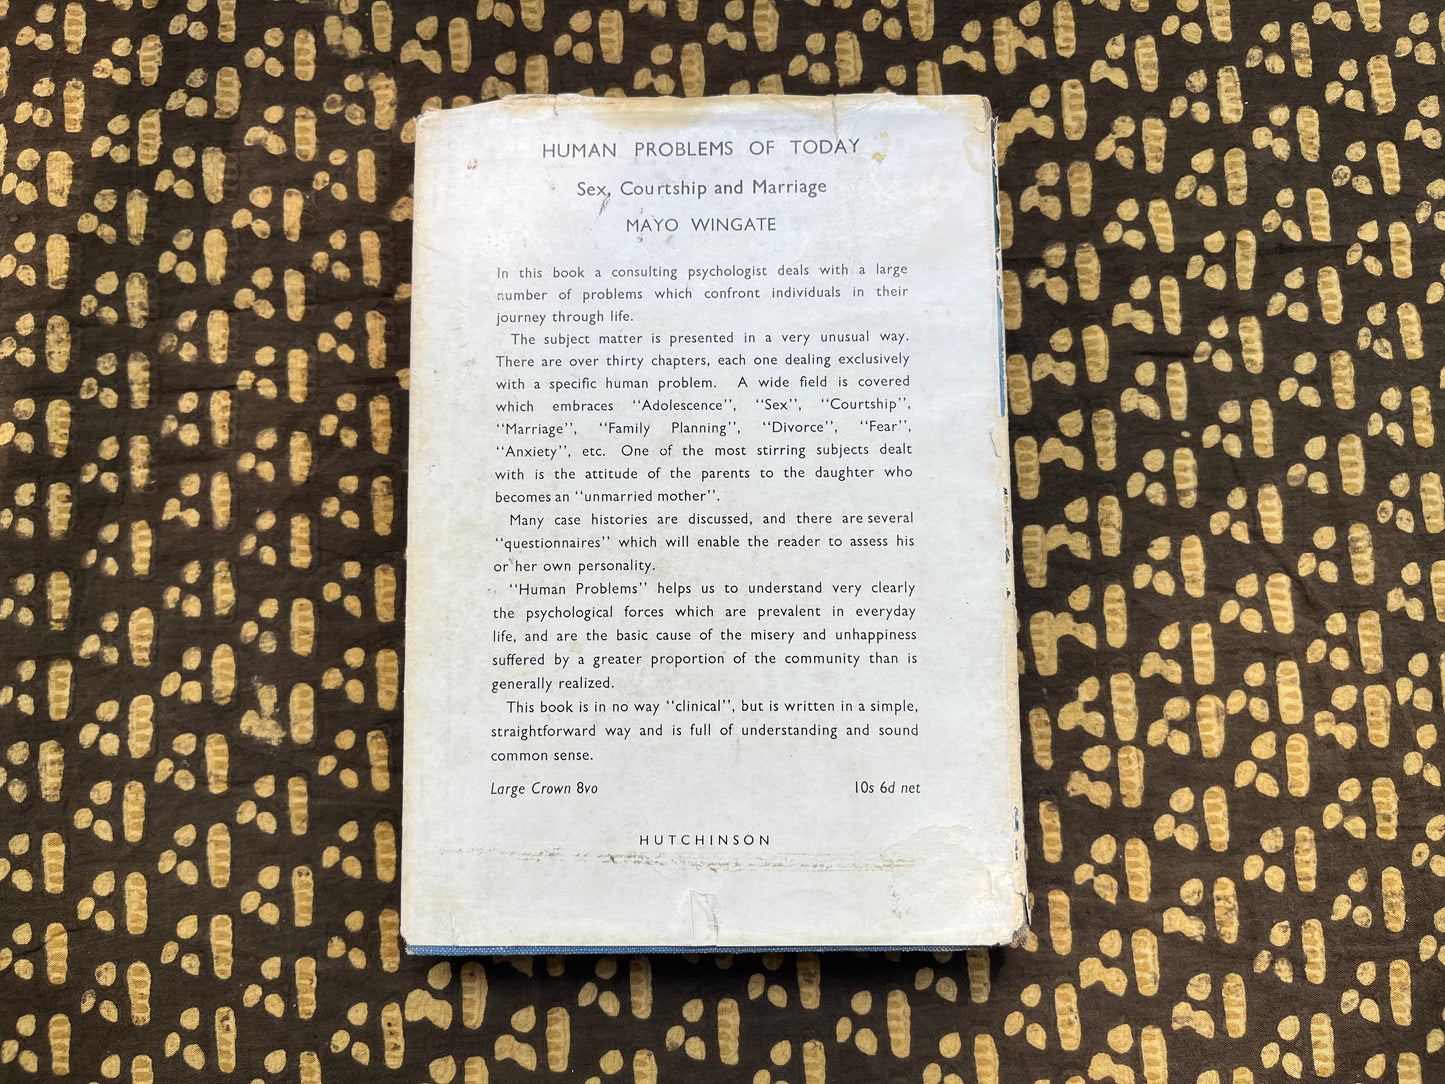 HUMAN PROBLEMS OF TODAY
Sex, Courtship and Marriage
MAYO WINGATE
In this book a consulting psychologist deals with a large
number of problems which confront individuals in their
journey through life.
The subject matter is presented in a very unusual way.
There are over thirty chapters, each one dealing exclusively
with a specific human problem. A wide field is covered
which embraces "Adolescence", "Sex", "Courtship",
"Marriage", "Family Planning", "Divorce", "Fear",
"Anxiety", etc. One of the most stirring subjects dealt
with is the attitude of the parents to the daughter who
becomes an "unmarried mother".
Many case histories are discussed, and there are several
"questionnaires" which will enable the reader to assess his
or her own personality.
"Human Problems" helps us to understand very clearly
the psychological forces which are prevalent in everyday
life, and are the basic cause of the misery and unhappiness
suffered by a greater proportion of the community than is
generally realized.
This book is in no way "clinical", but is written in a simple,
straightforward way and is full of understanding and sound
common sense.
Large Crown 8vo 10s 6d net
HUTCHINSON